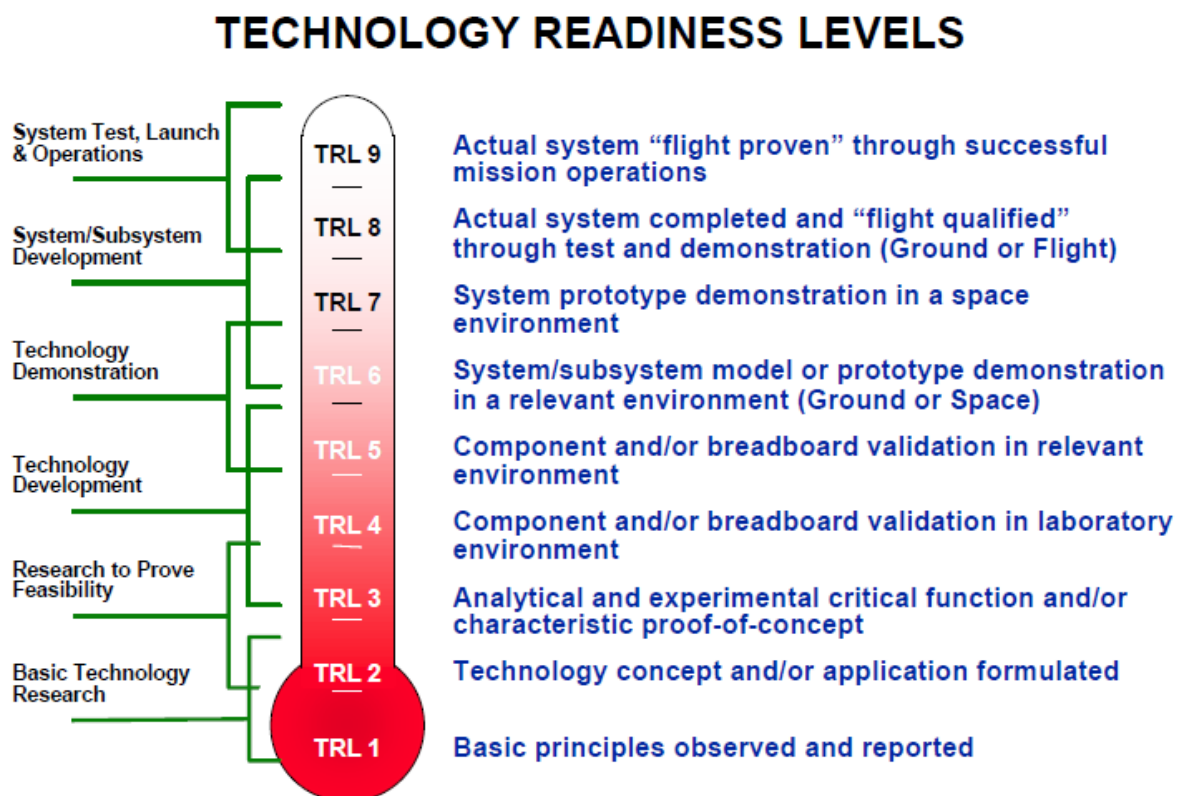 TECHNOLOGY READINESS LEVELS
System Test, Launch
& Operations
System/Subsystem
Development
Technology
Demonstration
Technology
Development
Research to Prove
Feasibility
Basic Technology
Research
TRL 9
Actual system “flight proven” through successful
mission operations
TRL 8
Actual system completed and “flight qualified”
through test and demonstration (Ground or Flight)
TRL 7
System prototype demonstration in a space
environment
TRL 6
System/subsystem model or prototype demonstration
in a relevant environment (Ground or Space)
TRL 5
Component and/or breadboard validation in relevant
environment
TRL 4
Component and/or breadboard validation in laboratory
environment
TRL 3
Analytical and experimental critical function and/or
characteristic proof-of-concept
TRL 2
Technology concept and/or application formulated
TRL 1
Basic principles observed and reported